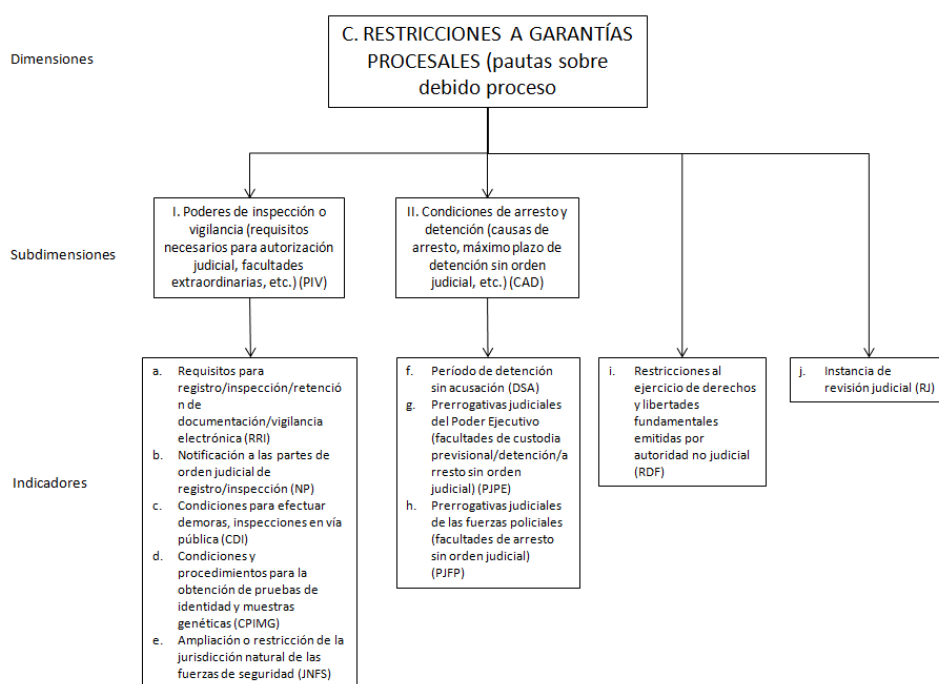 Dimensiones
C. RESTRICCIONES A GARANTÍAS
PROCESALES (pautas sobre
debido proceso
Subdimensiones
I. Poderes de inspección o
vigilancia (requisitos
necesarios para autorización
judicial, facultades
extraordinarias, etc.) (PIV)
II. Condiciones de arresto y
detención (causas de
arresto, máximo plazo de
detención sin orden
judicial, etc.) (CAD)
Indicadores
a. Requisitos para
registro/inspección/retenció
n de
documentación/vigilancia
electrónica (RRI)
b. Notificación a las partes de
orden judicial de
registro/inspección (NP)
c. Condiciones para efectuar
demoras, inspecciones en vía
pública (CDI)
d. Condiciones y
procedimientos para la
obtención de pruebas de
identidad y muestras
genéticas (CPIMG)
e. Ampliación o restricción de la
jurisdicción natural de las
fuerzas de seguridad (JNFS)
f. Período de detención
sin acusación (DSA)
g. Prerrogativas judiciales
del Poder Ejecutivo
(facultades de custodia
previsional/detención/a
rresto sin orden
judicial) (PJPE)
h. Prerrogativas judiciales
de las fuerzas policiales
(facultades de arresto
sin orden judicial)
(PJFP)
i. Restricciones al
ejercicio de derechos
y libertades
fundamentales
emitidas por
autoridad no judicial
(RDF)
j. Instancia de
revisión judicial (RJ)